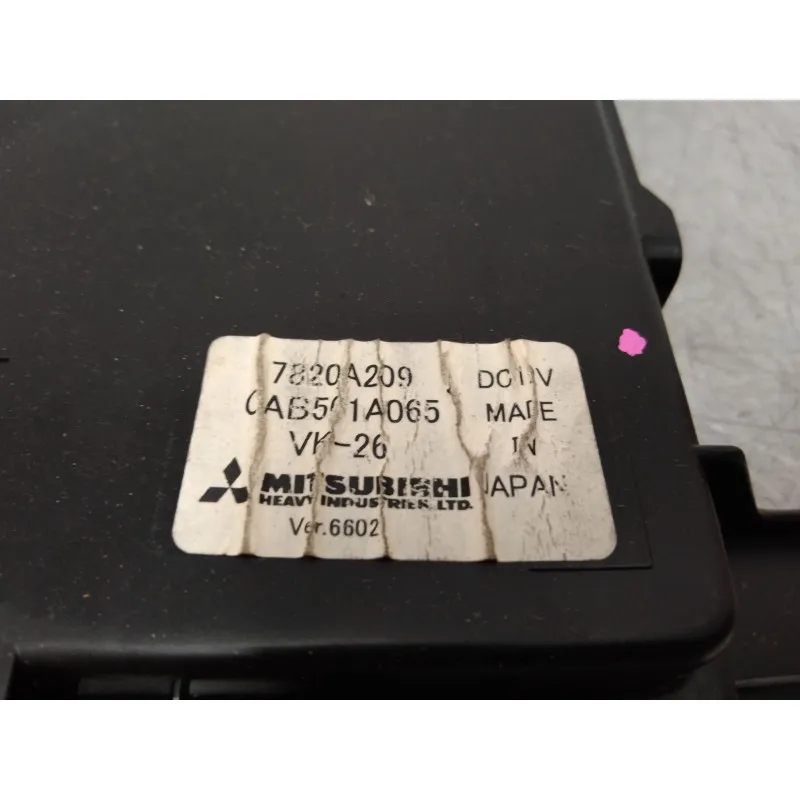 7820A209 DC12V
CAB501A065 MADE
VK-26 IN
MITSUBISHI JAPAN
HEAVY INDUSTRIES, LTD.
Ver.6602